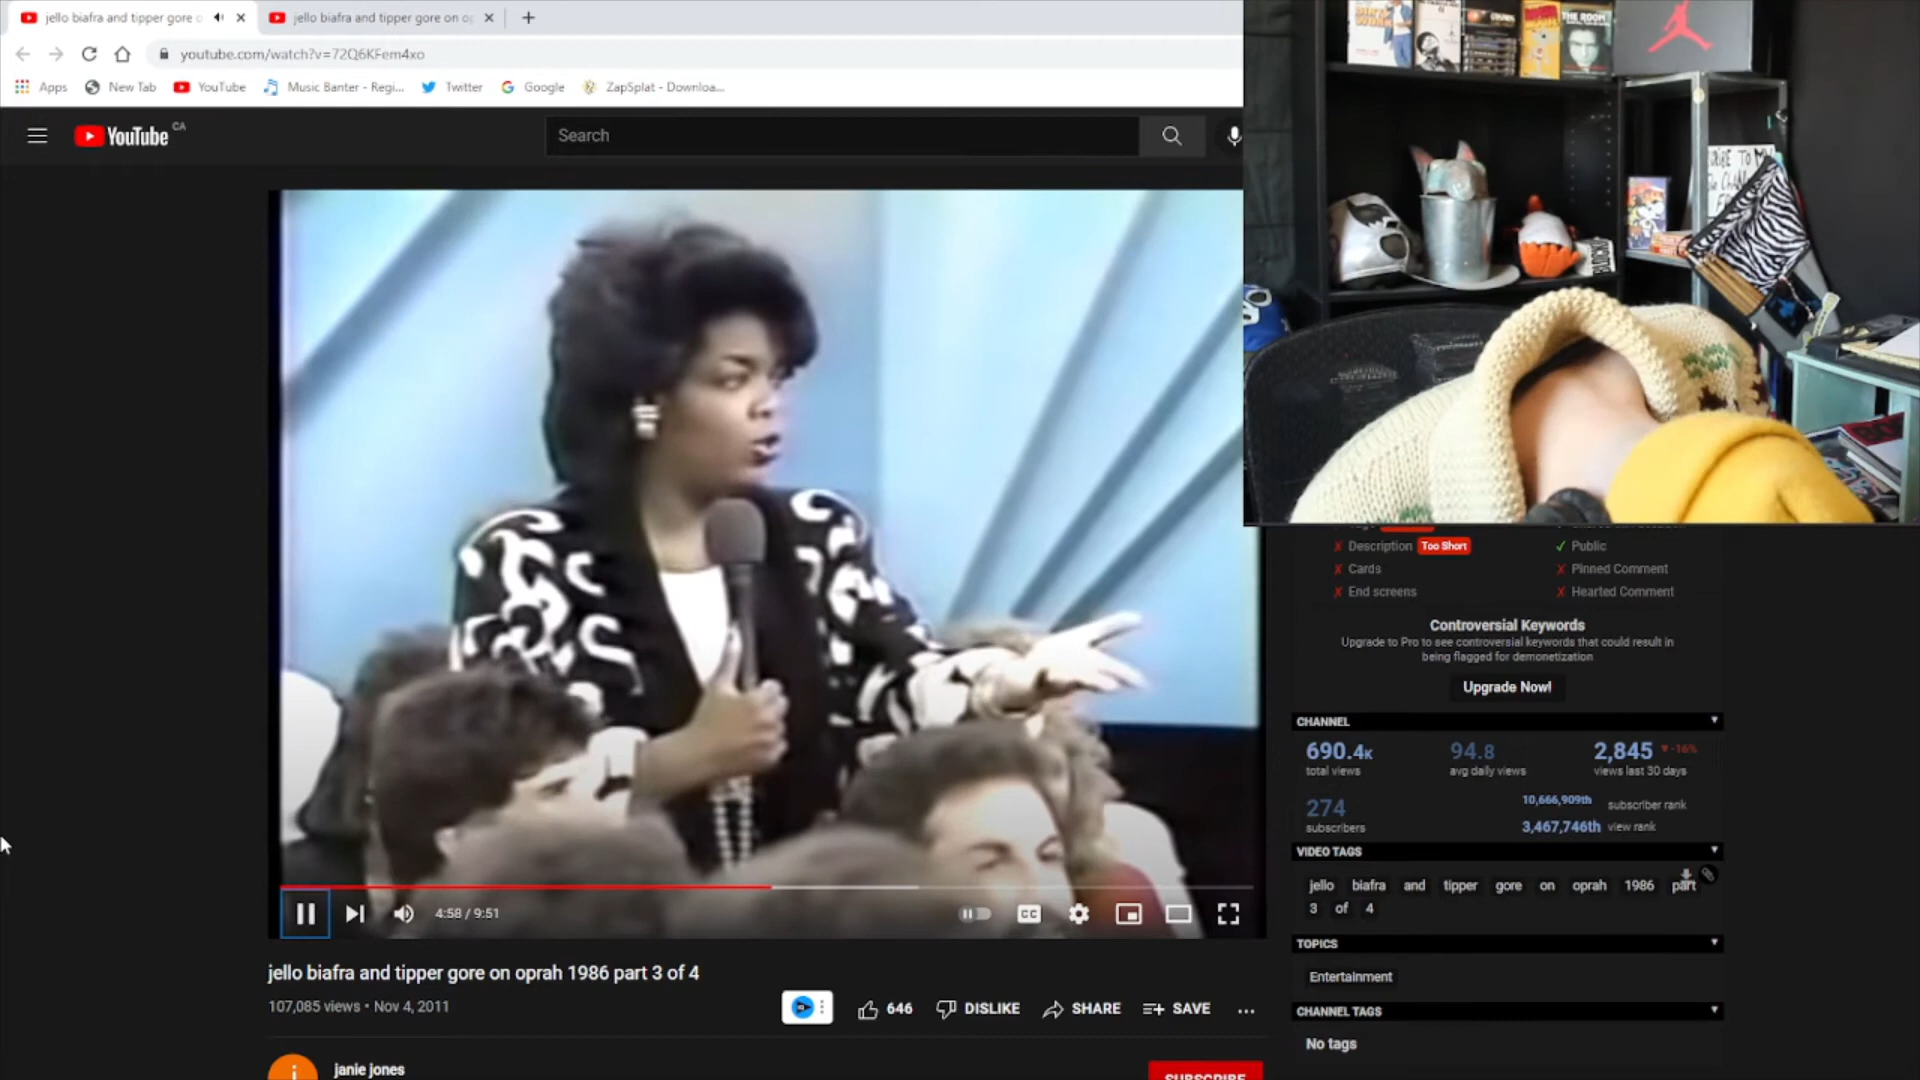 jello biafra and tipper gore o
jello biafra and tipper gore on o
youtube.com/watch?v=72Q6KFem4xo
Apps
New Tab
YouTube
Music Banter - Regi...
Twitter
Google
ZapSplat - Downloa...
YouTube CA
Search
THE ROOM
4:58 / 9:51
CC
jello biafra and tipper gore on oprah 1986 part 3 of 4
107,085 views • Nov 4, 2011
646
DISLIKE
SHARE
SAVE
janie jones
SUBSCRIBE
Description Too Short
Public
Cards
Pinned Comment
End screens
Hearted Comment
Controversial Keywords
Upgrade to Pro to see controversial keywords that could result in
being flagged for demonetization
Upgrade Now!
CHANNEL
690.4k
94.8
2,845 -16%
total views
avg daily views
views last 30 days
274
subscribers
10,666,909th subscriber rank
3,467,746th view rank
VIDEO TAGS
jello biafra and tipper gore on oprah 1986 part
3 of 4
TOPICS
Entertainment
CHANNEL TAGS
No tags